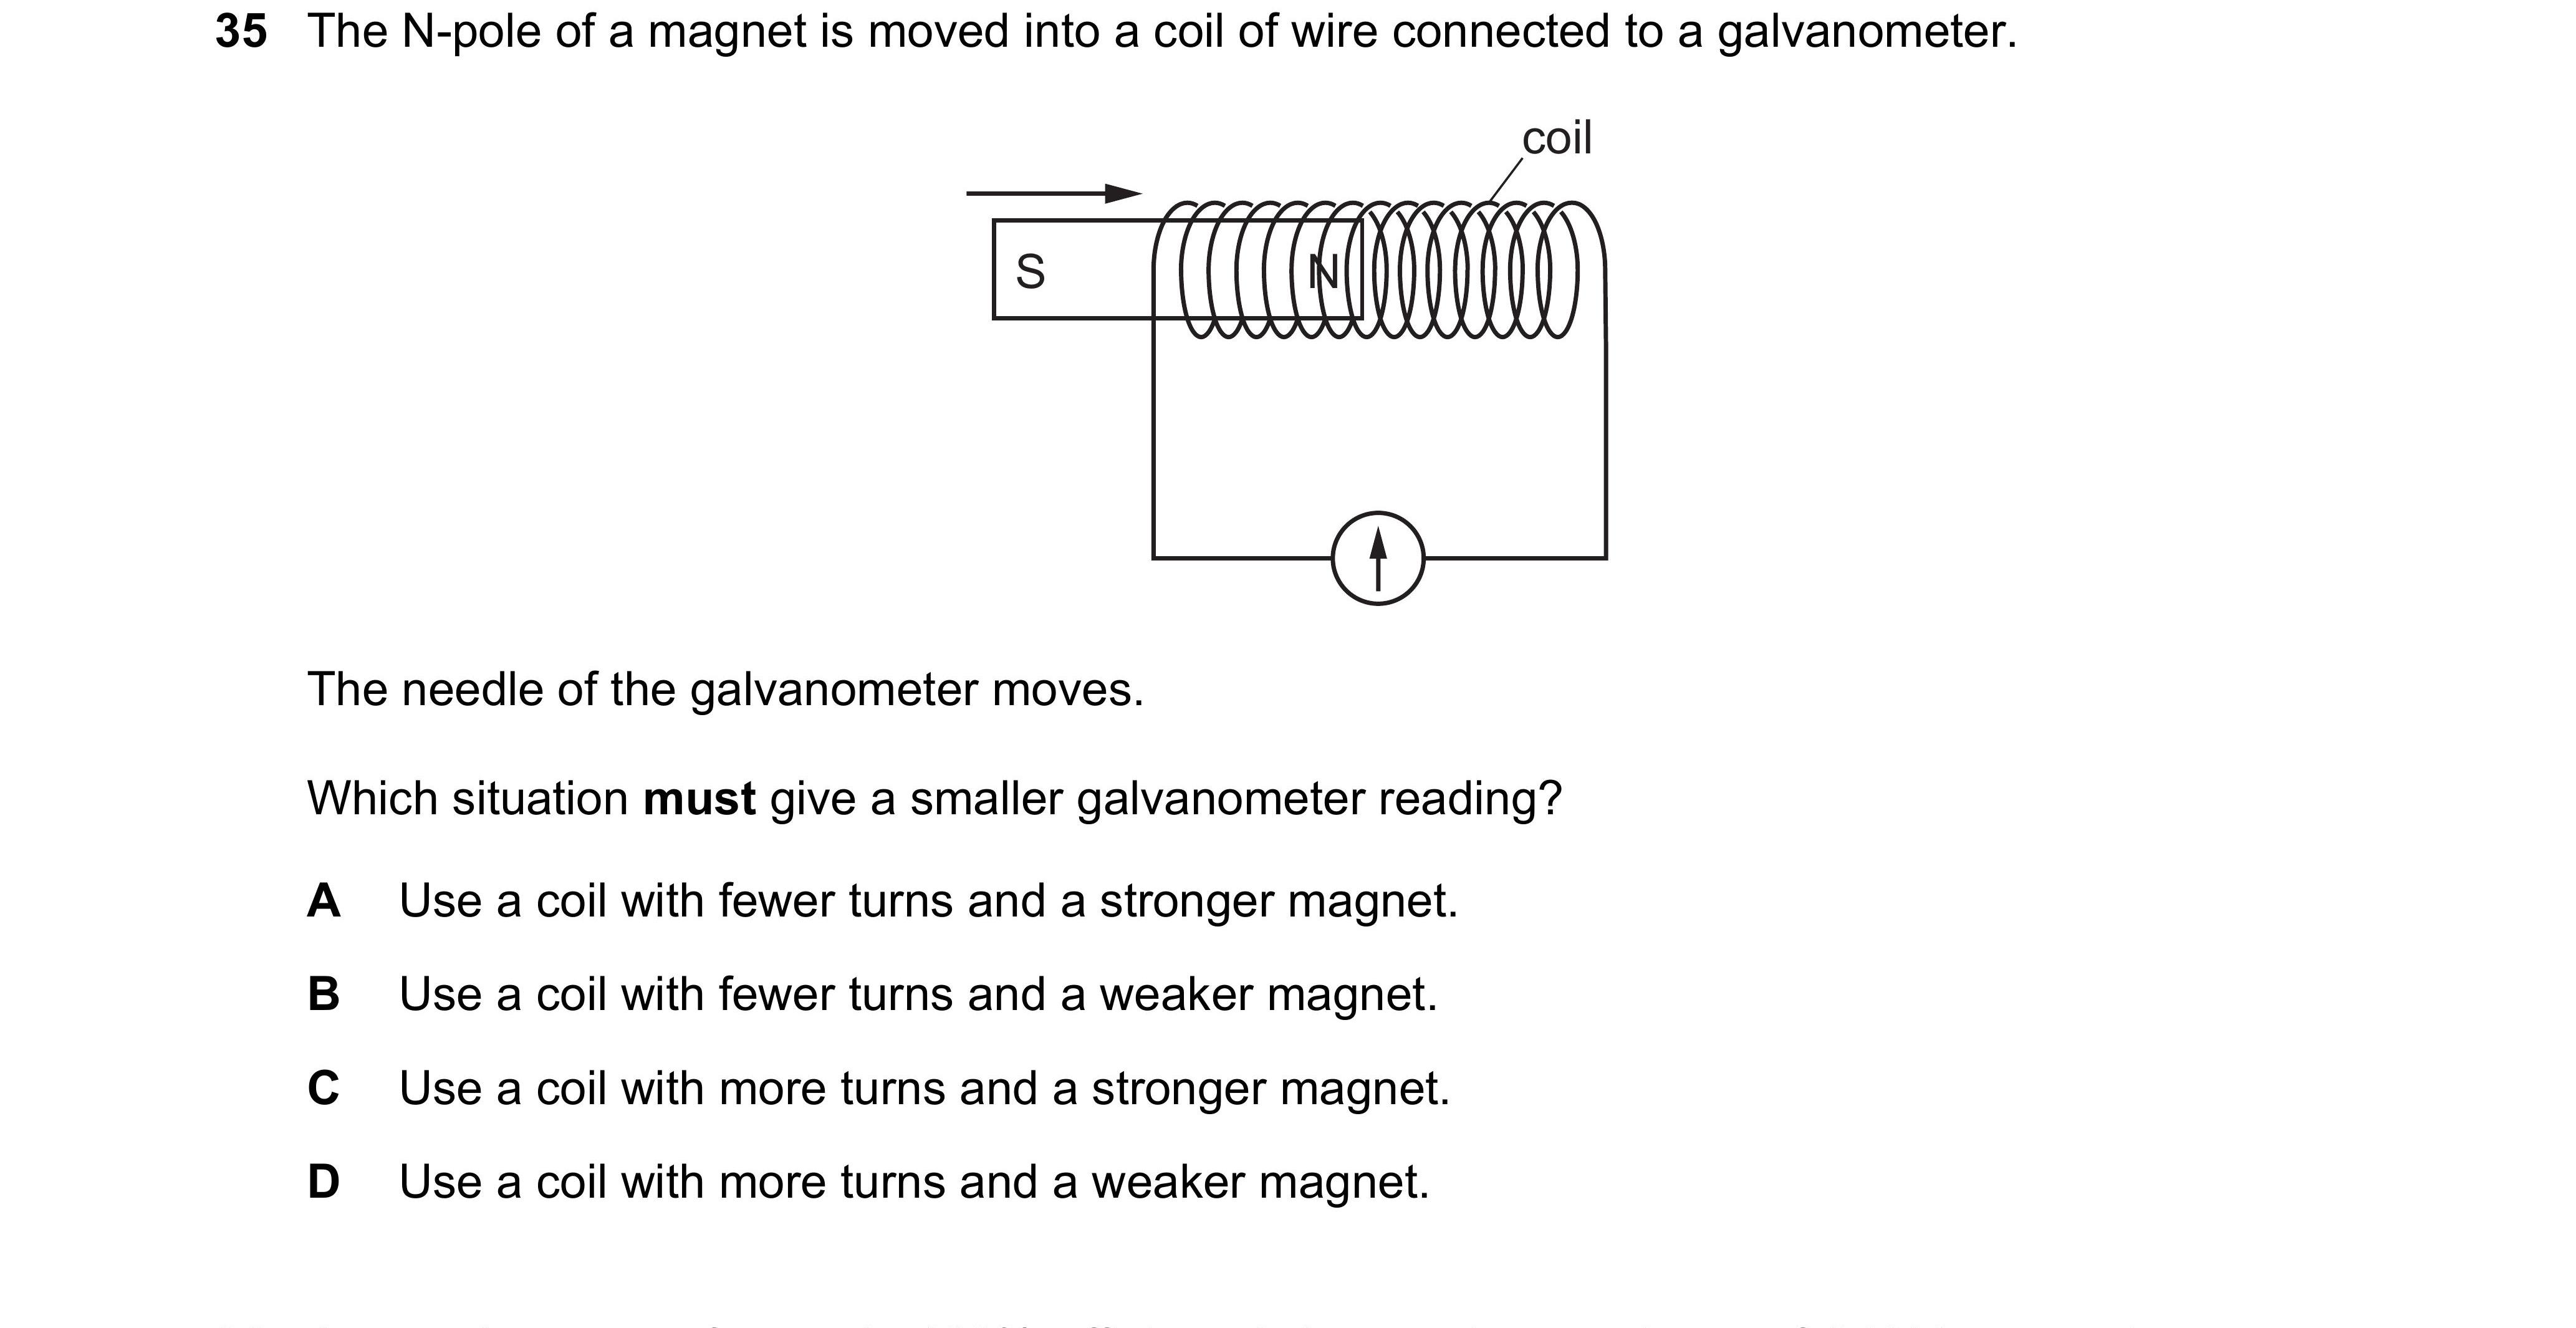 35 The N-pole of a magnet is moved into a coil of wire connected to a galvanometer.
coil
S
N
The needle of the galvanometer moves.
Which situation must give a smaller galvanometer reading?
A Use a coil with fewer turns and a stronger magnet.
B Use a coil with fewer turns and a weaker magnet.
C Use a coil with more turns and a stronger magnet.
D Use a coil with more turns and a weaker magnet.